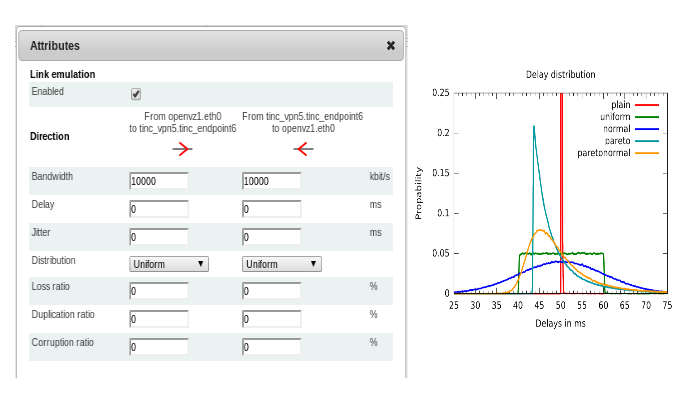 Attributes ✖
Link emulation
Enabled
Direction
From openvz1.eth0
to tinc_vpn5.tinc_endpoint6
From tinc_vpn5.tinc_endpoint6
to openvz1.eth0
Bandwidth 10000 10000 kbit/s
Delay 0 0 ms
Jitter 0 0 ms
Distribution Uniform ▼ Uniform ▼
Loss ratio 0 0 %
Duplication ratio 0 0 %
Corruption ratio 0 0 %
Delay distribution
plain
uniform
normal
pareto
paretonormal
Propability
0.25
0.2
0.15
0.1
0.05
0
25 30 35 40 45 50 55 60 65 70 75
Delays in ms